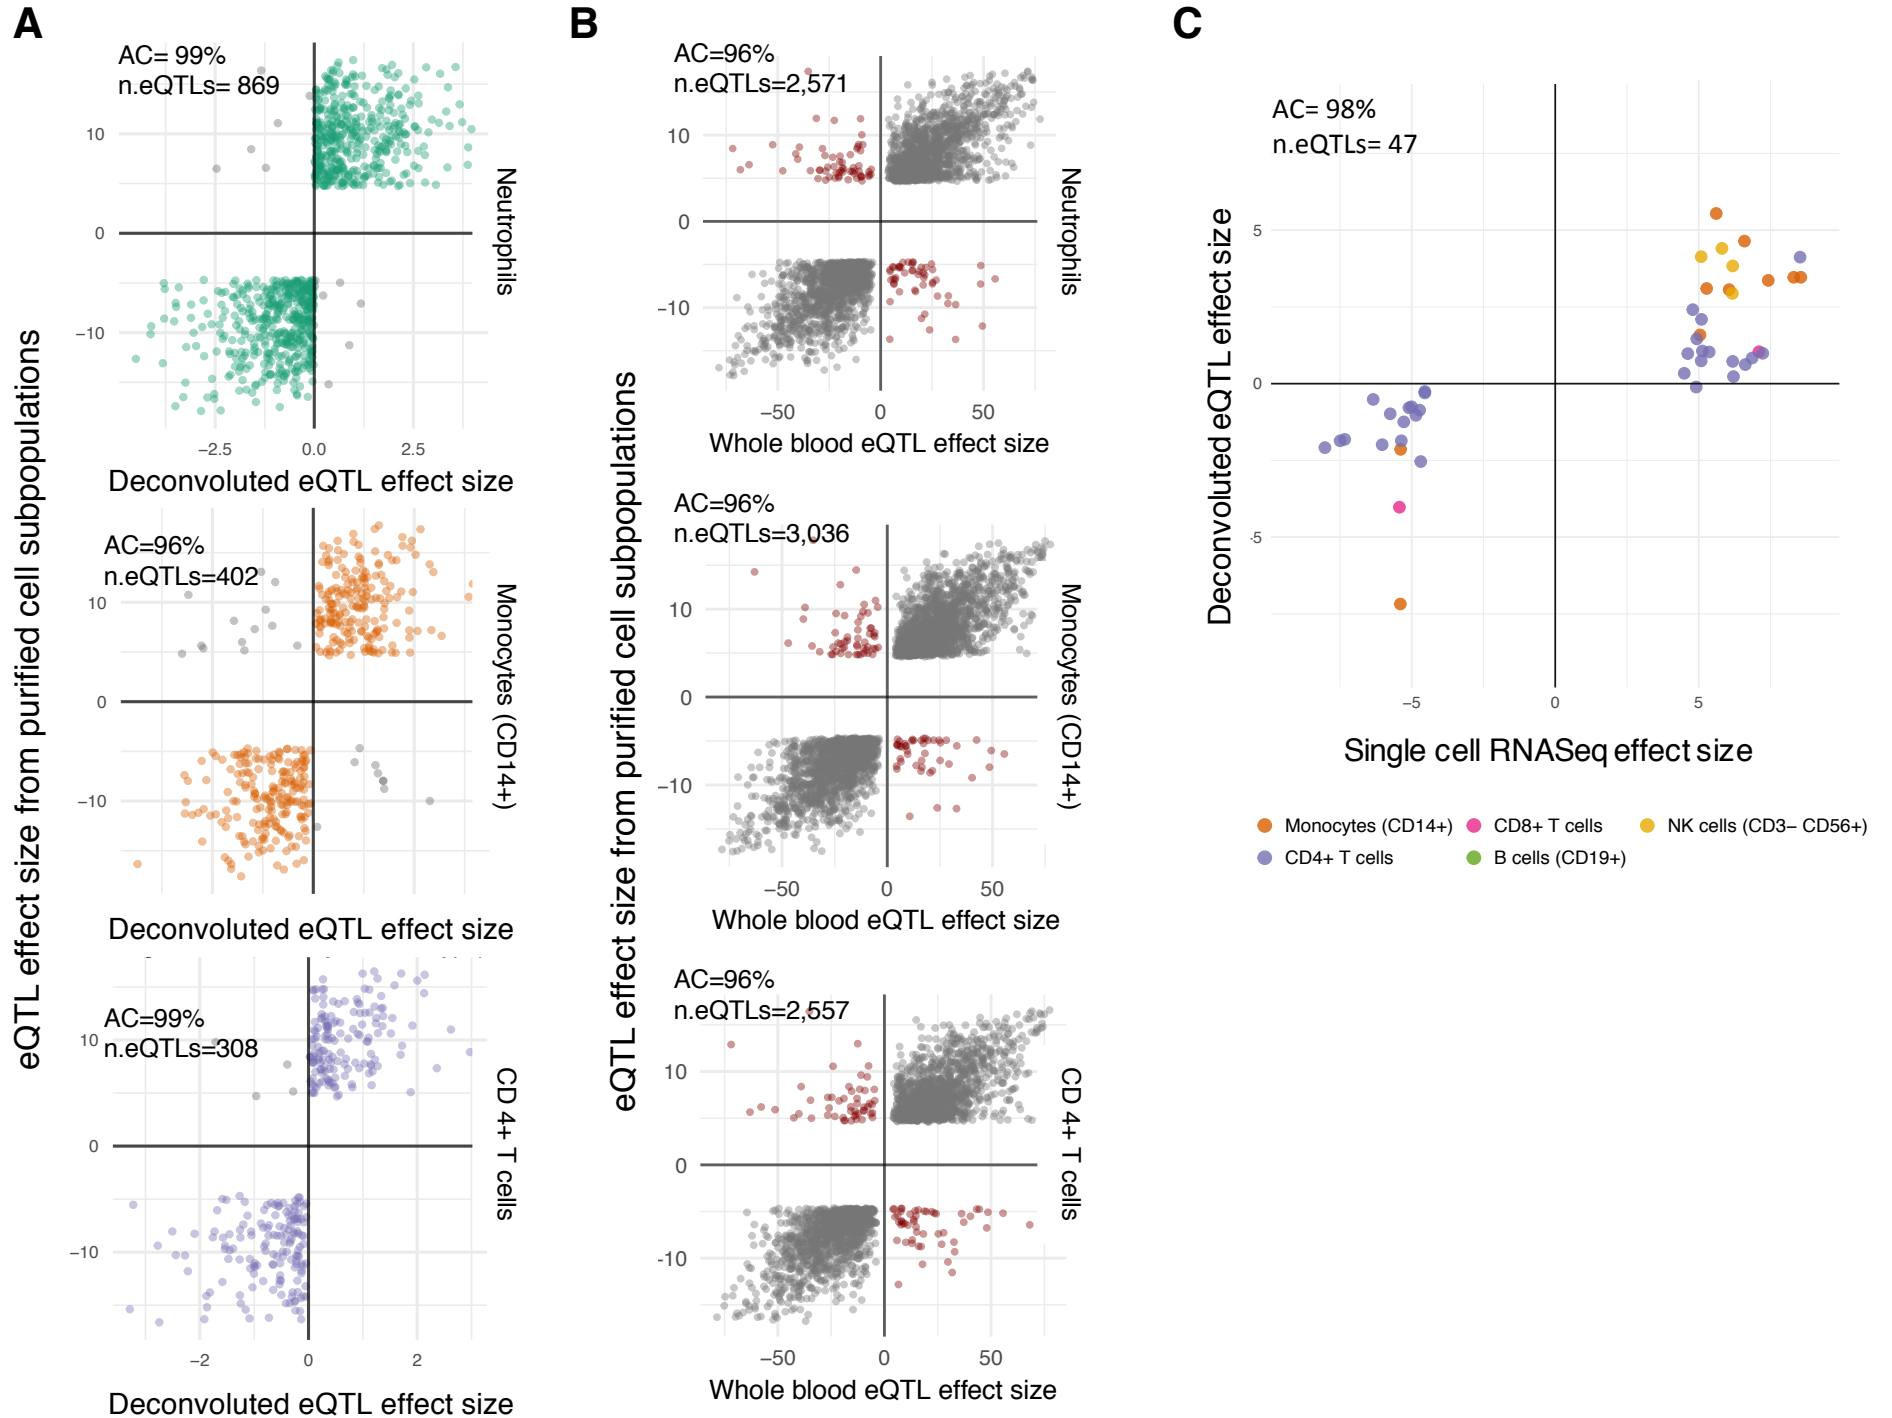 A
eQTL effect size from purified cell subpopulations
AC= 99%
n.eQTLs= 869
10
0
−10
−2.5
0.0
2.5
Neutrophils
Deconvoluted eQTL effect size
AC=96%
n.eQTLs=402
10
0
−10
Monocytes (CD14+)
Deconvoluted eQTL effect size
AC=99%
n.eQTLs=308
10
0
−10
−2
0
2
CD 4+ T cells
Deconvoluted eQTL effect size
B
eQTL effect size from purified cell subpopulations
AC=96%
n.eQTLs=2,571
10
0
−10
−50
0
50
Neutrophils
Whole blood eQTL effect size
AC=96%
n.eQTLs=3,036
10
0
−10
−50
0
50
Monocytes (CD14+)
Whole blood eQTL effect size
AC=96%
n.eQTLs=2,557
10
0
-10
−50
0
50
CD 4+ T cells
Whole blood eQTL effect size
C
Deconvoluted eQTL effect size
AC= 98%
n.eQTLs= 47
5
0
-5
−5
0
5
Single cell RNASeq effect size
Monocytes (CD14+) CD8+ T cells NK cells (CD3− CD56+)
CD4+ T cells B cells (CD19+)